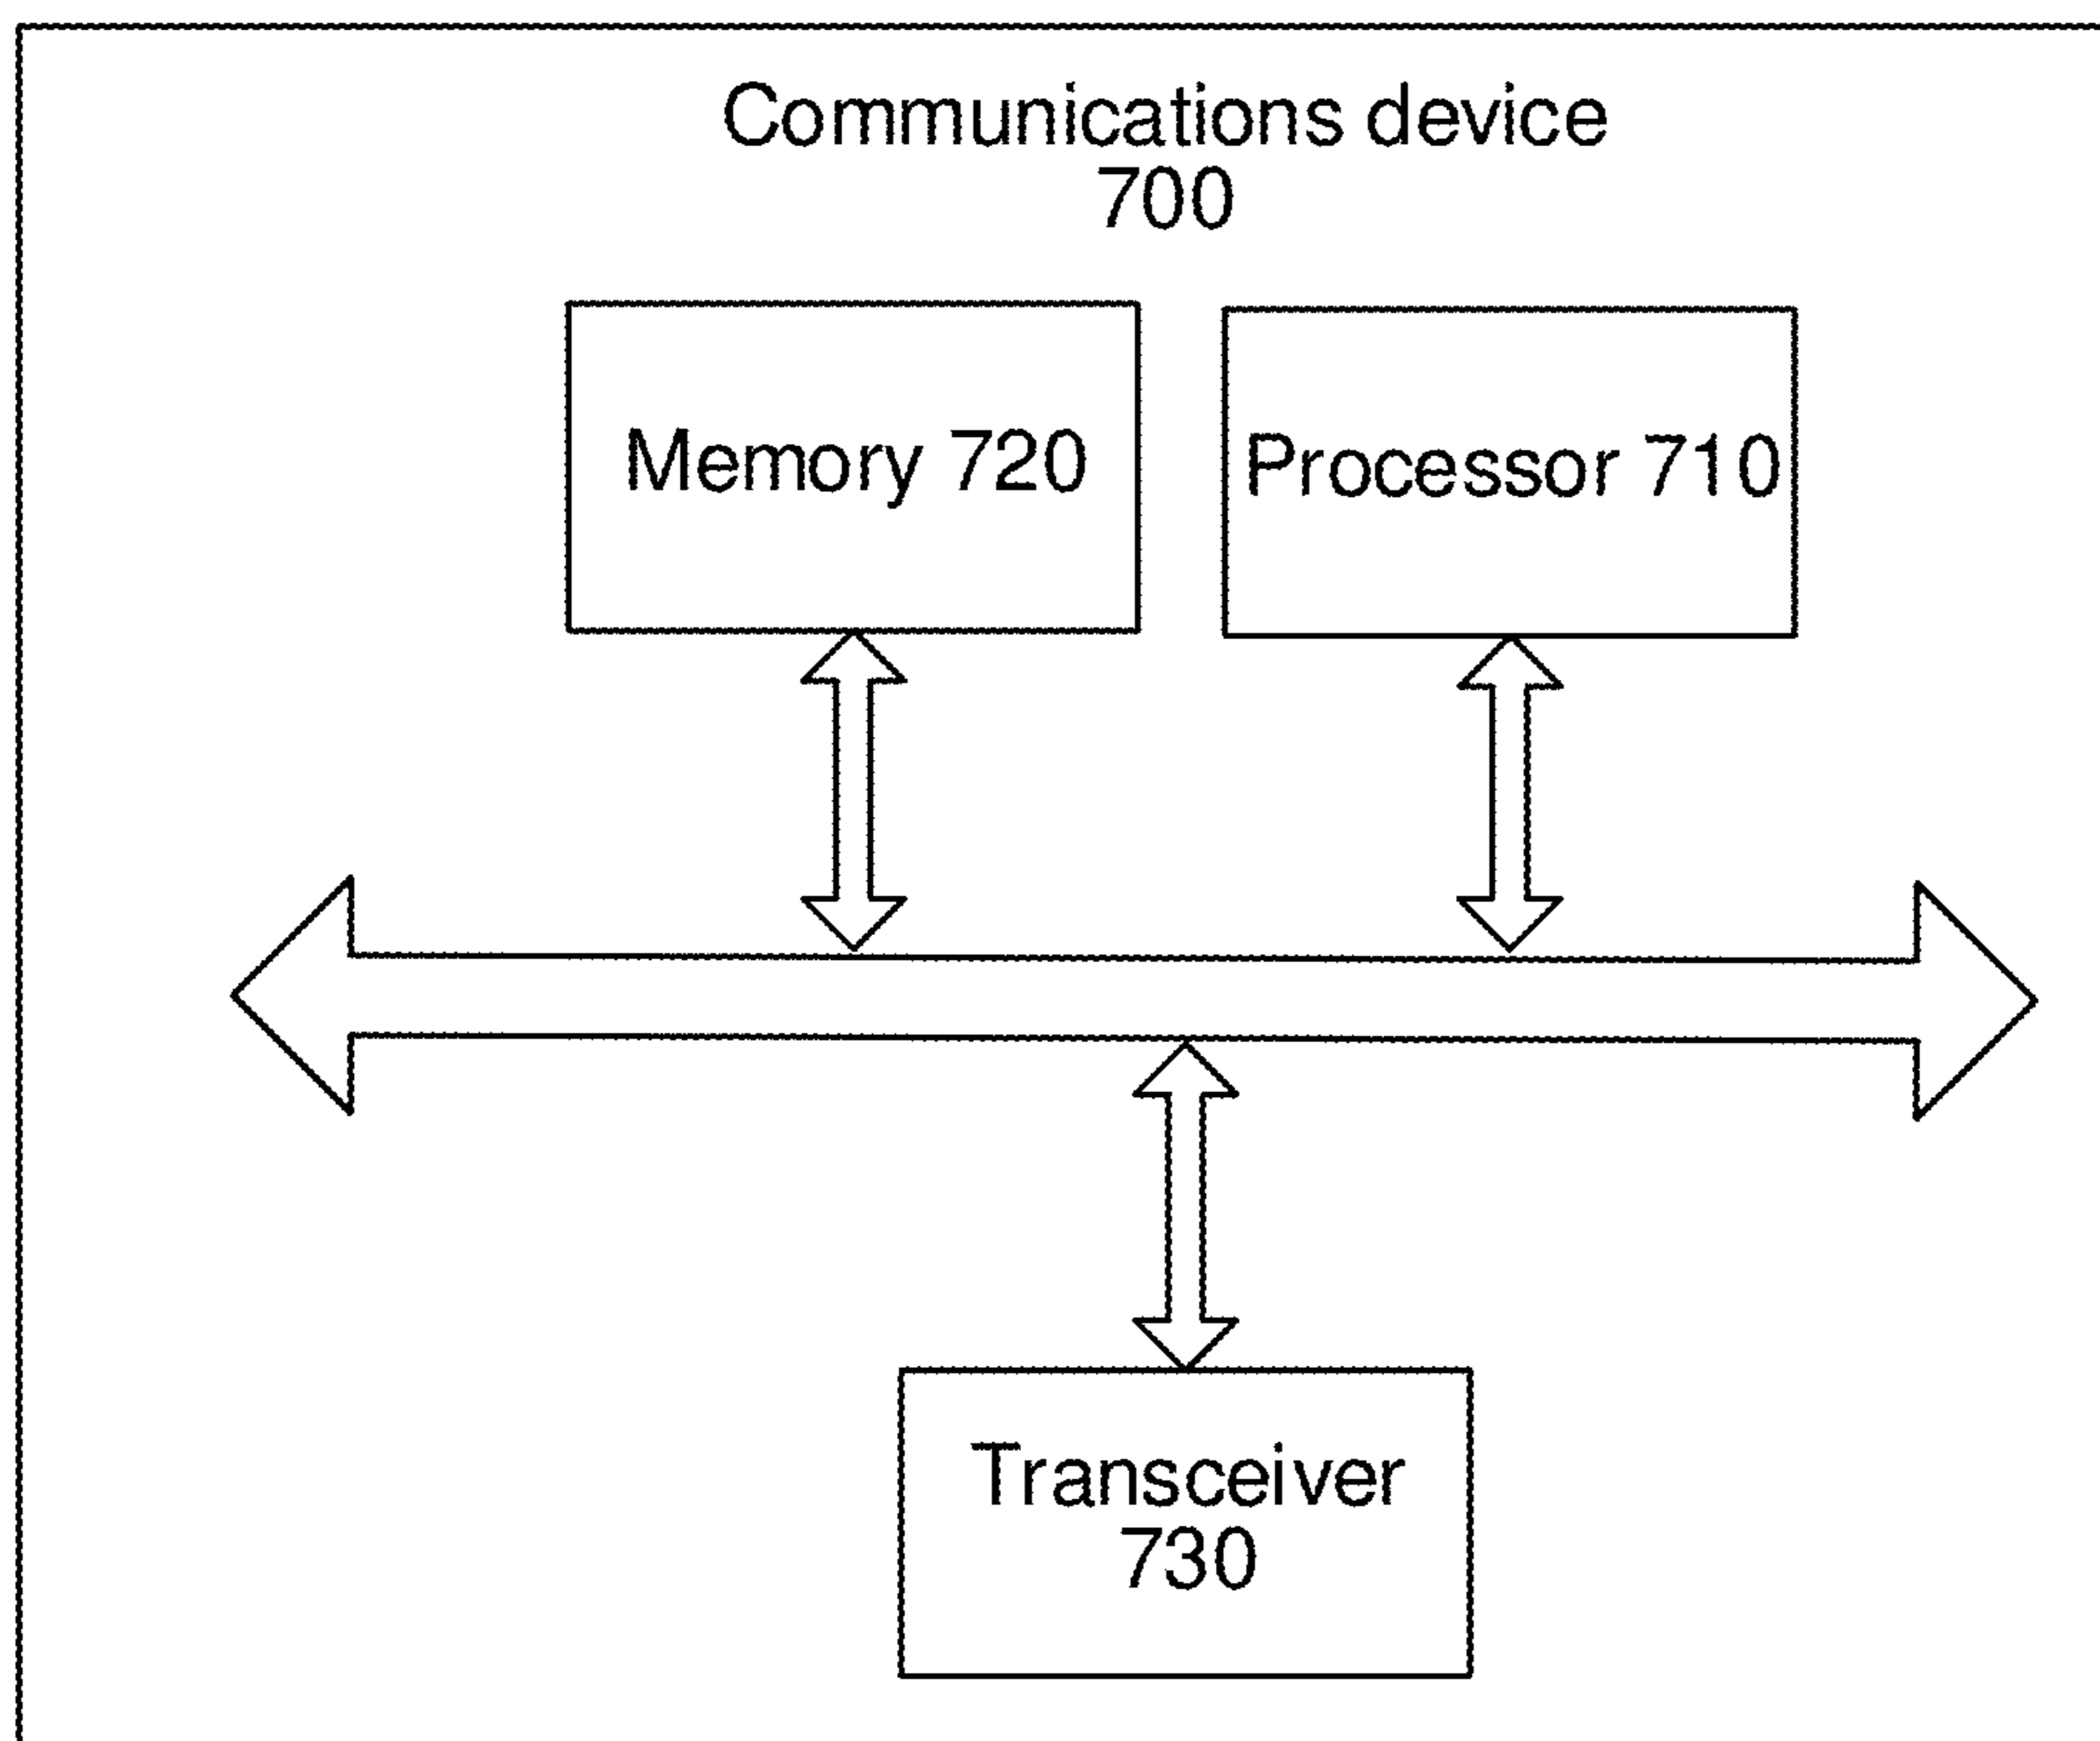 Communications device
700
Memory 720
Processor 710
Transceiver
730